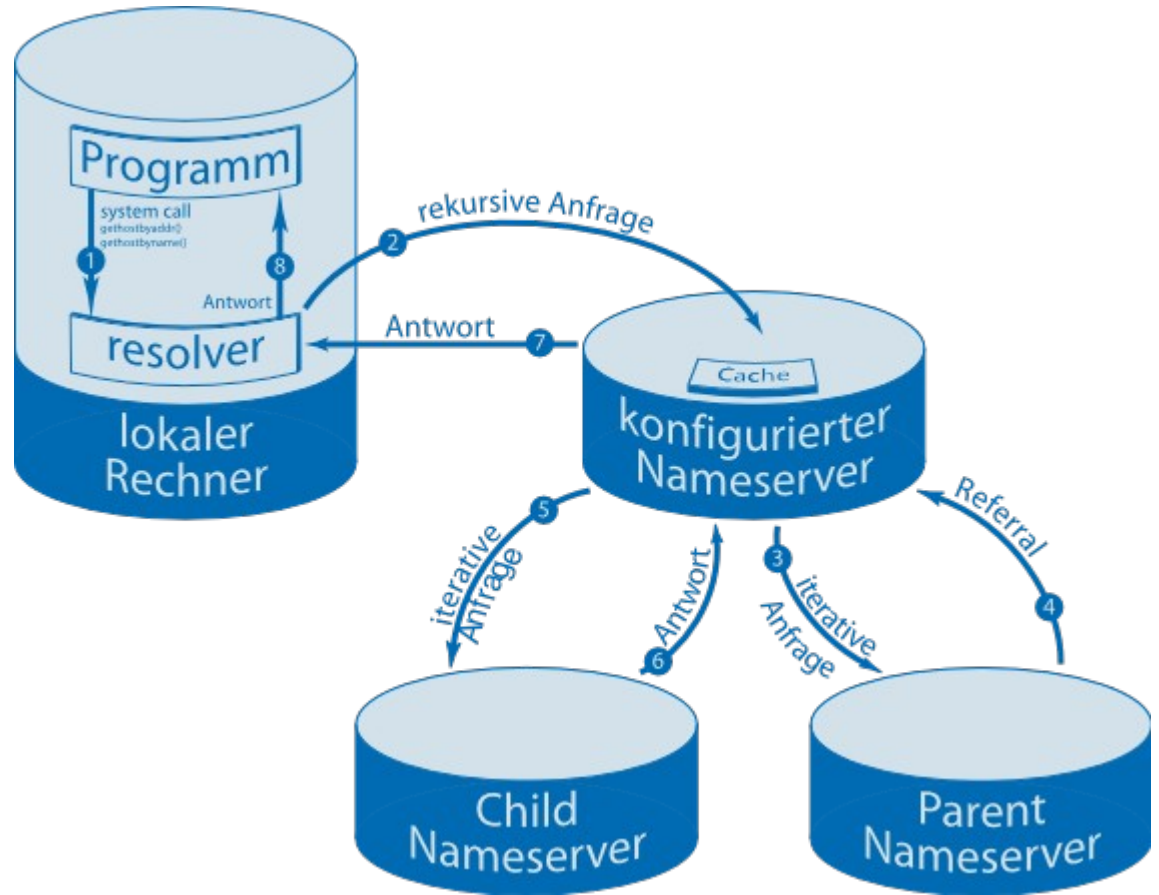 Programm
system call
gethostbyaddr()
gethostbyname()
1
8
Antwort
resolver
lokaler
Rechner
2
rekursive Anfrage
Antwort
7
Cache
konfigurierter
Nameserver
5
iterative
Anfrage
6
Antwort
3
iterative
Anfrage
Referral
4
Child
Nameserver
Parent
Nameserver